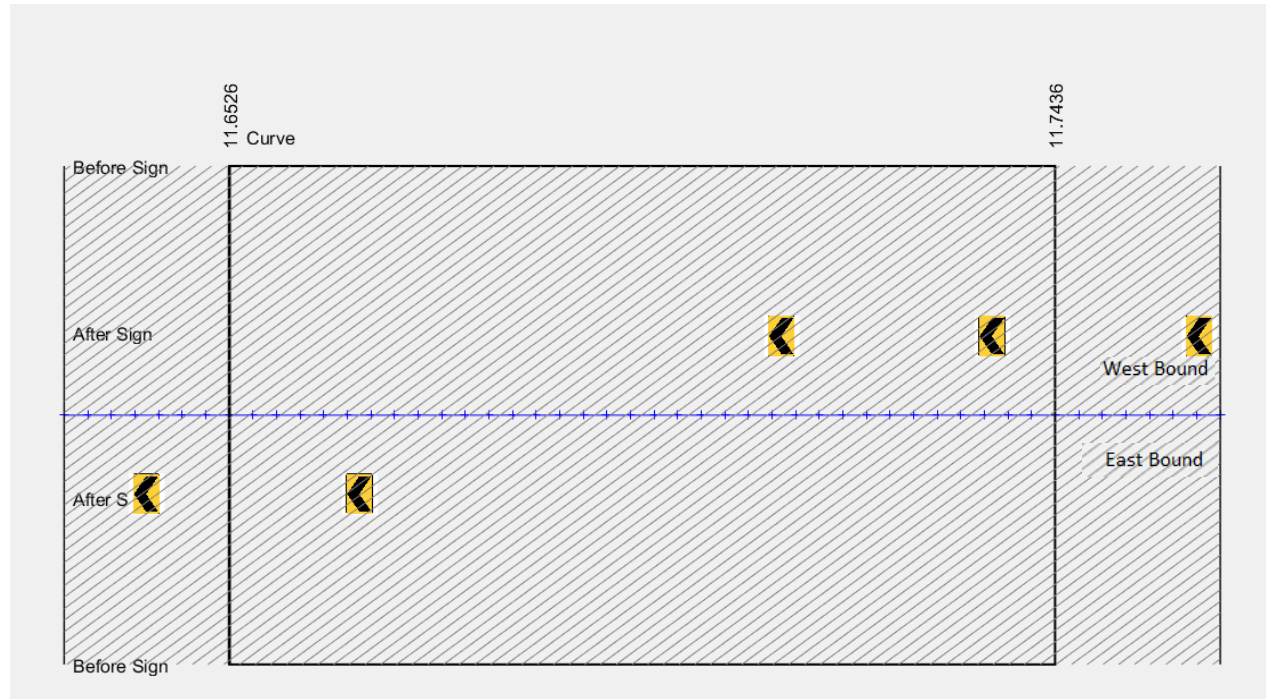 11.6526
11.7436
Curve
Before Sign
After Sign
West Bound
East Bound
After S
Before Sign